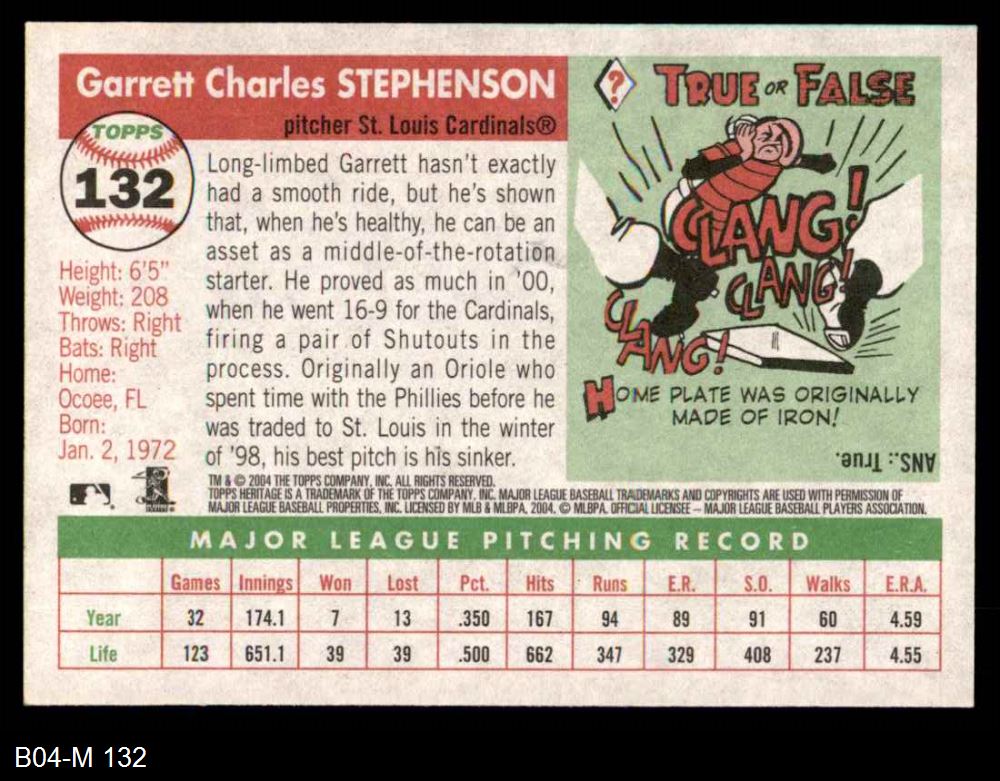 Garrett Charles STEPHENSON
pitcher St. Louis Cardinals®
TOPPS
132
Height: 6'5"
Weight: 208
Throws: Right
Bats: Right
Home:
Ocoee, FL
Born:
Jan. 2, 1972
Long-limbed Garrett hasn't exactly
had a smooth ride, but he's shown
that, when he's healthy, he can be an
asset as a middle-of-the-rotation
starter. He proved as much in '00,
when he went 16-9 for the Cardinals,
firing a pair of Shutouts in the
process. Originally an Oriole who
spent time with the Phillies before he
was traded to St. Louis in the winter
of '98, his best pitch is his sinker.
? TRUE OR FALSE
CLANG!
CLANG!
CLANG!
HOME PLATE WAS ORIGINALLY
MADE OF IRON!
ANS.: True.
TM & © 2004 THE TOPPS COMPANY, INC. ALL RIGHTS RESERVED.
TOPPS HERITAGE IS A TRADEMARK OF THE TOPPS COMPANY, INC. MAJOR LEAGUE BASEBALL TRADEMARKS AND COPYRIGHTS ARE USED WITH PERMISSION OF
MAJOR LEAGUE BASEBALL PROPERTIES, INC. LICENSED BY MLB & MLBPA, 2004. © MLBPA. OFFICIAL LICENSEE – MAJOR LEAGUE BASEBALL PLAYERS ASSOCIATION.
MAJOR LEAGUE PITCHING RECORD
Games Innings Won Lost Pct. Hits Runs E.R. S.O. Walks E.R.A.
Year 32 174.1 7 13 .350 167 94 89 91 60 4.59
Life 123 651.1 39 39 .500 662 347 329 408 237 4.55
B04-M 132